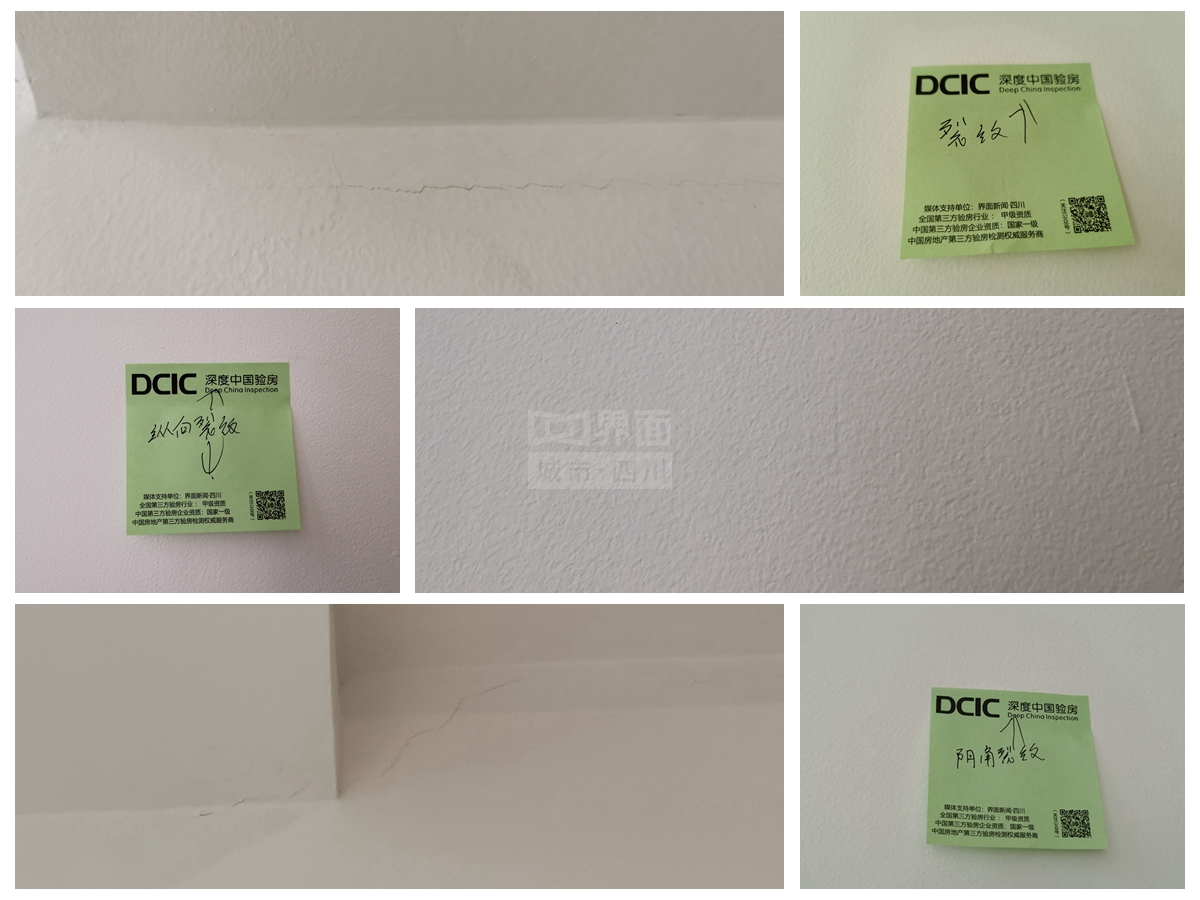 DCIC 深度中国验房
Deep China Inspection
裂纹
媒体支持单位：界面新闻·四川
全国第三方验房行业：甲级资质
中国第三方验房企业资质：国家一级
中国房地产第三方验房检测权威服务商
DCIC 深度中国验房
Deep China Inspection
纵向裂纹
媒体支持单位：界面新闻·四川
全国第三方验房行业：甲级资质
中国第三方验房企业资质：国家一级
中国房地产第三方验房检测权威服务商
界面
城市·四川
DCIC 深度中国验房
Deep China Inspection
阴角裂纹
媒体支持单位：界面新闻·四川
全国第三方验房行业：甲级资质
中国第三方验房企业资质：国家一级
中国房地产第三方验房检测权威服务商